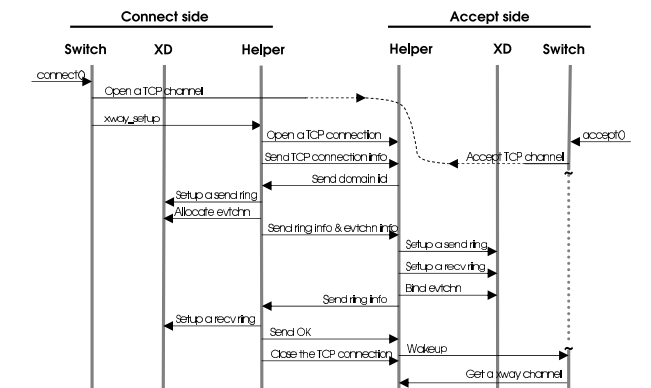 Connect side
Accept side
Switch
XD
Helper
Helper
XD
Switch
connect()
Open a TCP channel
xway_setup
Open a TCP connection
accept()
Send TCP connection info
Accept TCP channel
Send domain id
Setup a send ring
Allocate evtchn
Send ring info & evtchn info
Setup a send ring
Setup a recv ring
Bind evtchn
Send ring info
Setup a recv ring
Send OK
Close the TCP connection
Wakeup
Get a xway channel